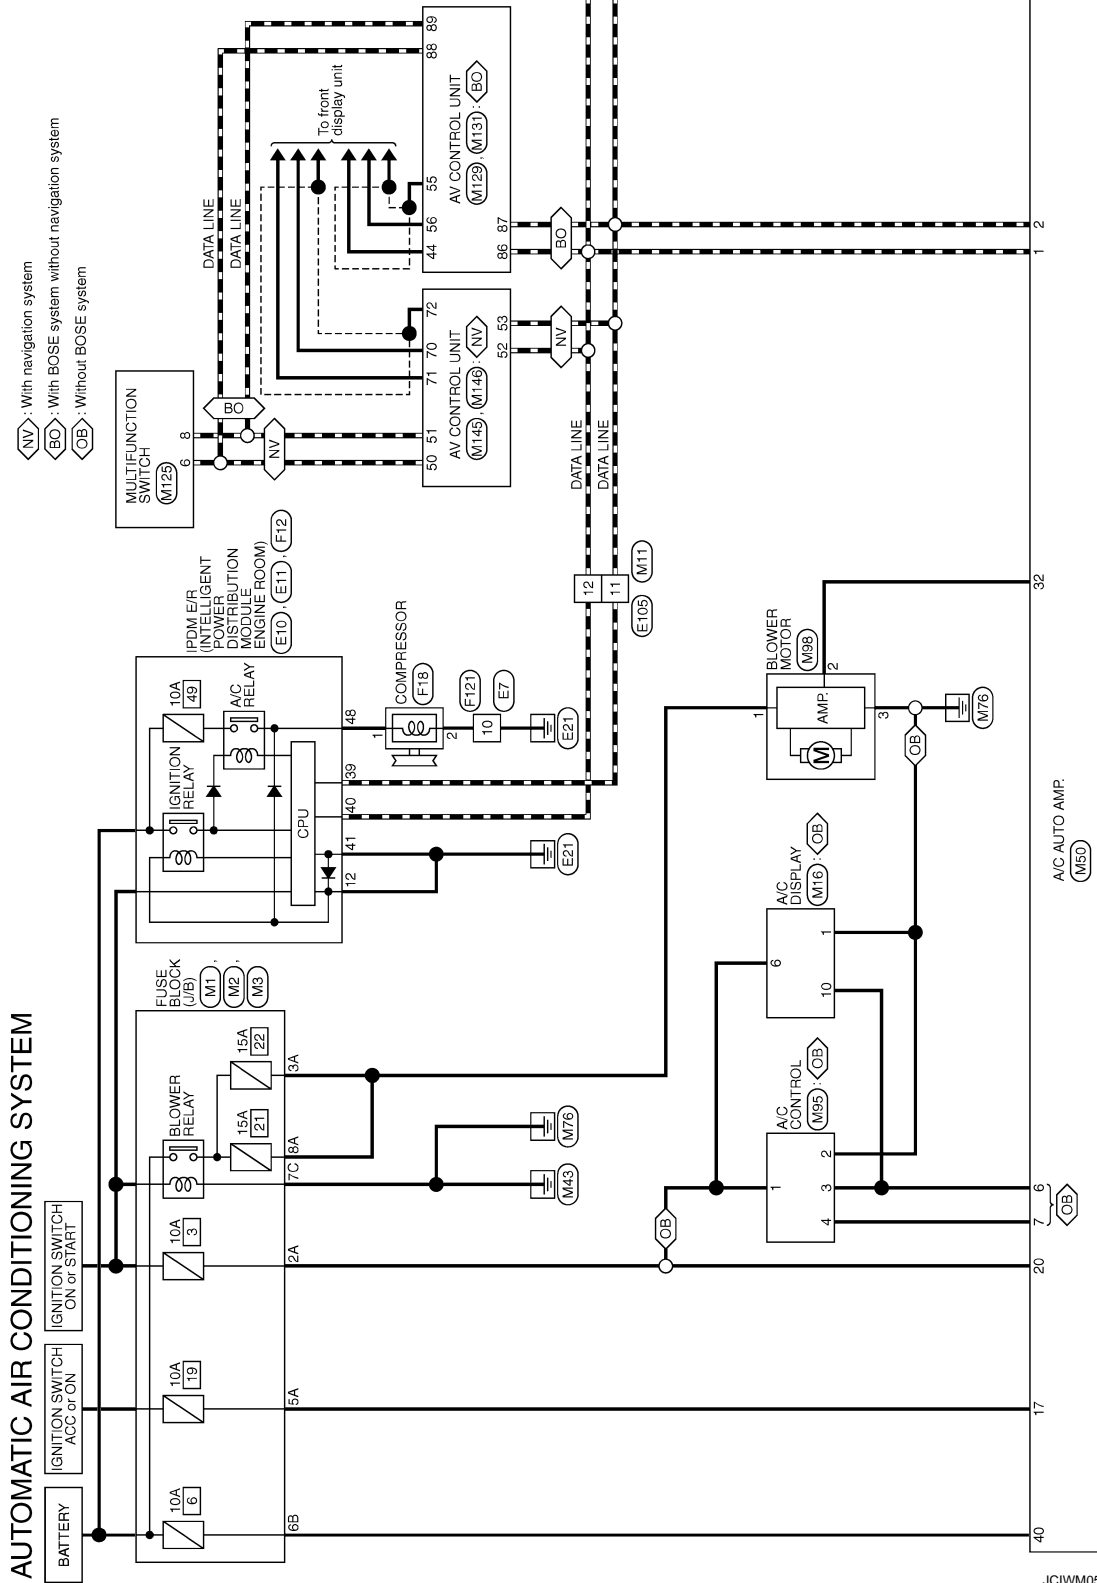 AUTOMATIC AIR CONDITIONING SYSTEM
NV : With navigation system
BO : With BOSE system without navigation system
OB : Without BOSE system
BATTERY
IGNITION SWITCH
ACC or ON
IGNITION SWITCH
ON or START
10A
6
10A
19
10A
3
BLOWER
RELAY
15A
21
15A
22
FUSE
BLOCK
(J/B)
M1 ,
M2 ,
M3
6B
5A
2A
7C
8A
3A
M43
M76
IGNITION
RELAY
10A
49
A/C
RELAY
CPU
IPDM E/R
(INTELLIGENT
POWER
DISTRIBUTION
MODULE
ENGINE ROOM)
E10 , E11 , F12
12
41
40
39
48
E21
1
COMPRESSOR
F18
2
10
F121
E7
E21
MULTIFUNCTION
SWITCH
M125
6
8
BO
NV
DATA LINE
DATA LINE
50
51
71
70
72
AV CONTROL UNIT
M145 , M146 : NV
52
53
NV
To front
display unit
88
89
44
56
55
AV CONTROL UNIT
M129 , M131 : BO
86
87
BO
DATA LINE
DATA LINE
12
11
E105
M11
OB
1
A/C
CONTROL
M95 : OB
4
3
2
6
A/C
DISPLAY
M16 : OB
10
1
BLOWER
MOTOR
M98
1
2
3
AMP.
M
OB
M76
40
17
20
7
6
OB
32
1
2
A/C AUTO AMP.
M50